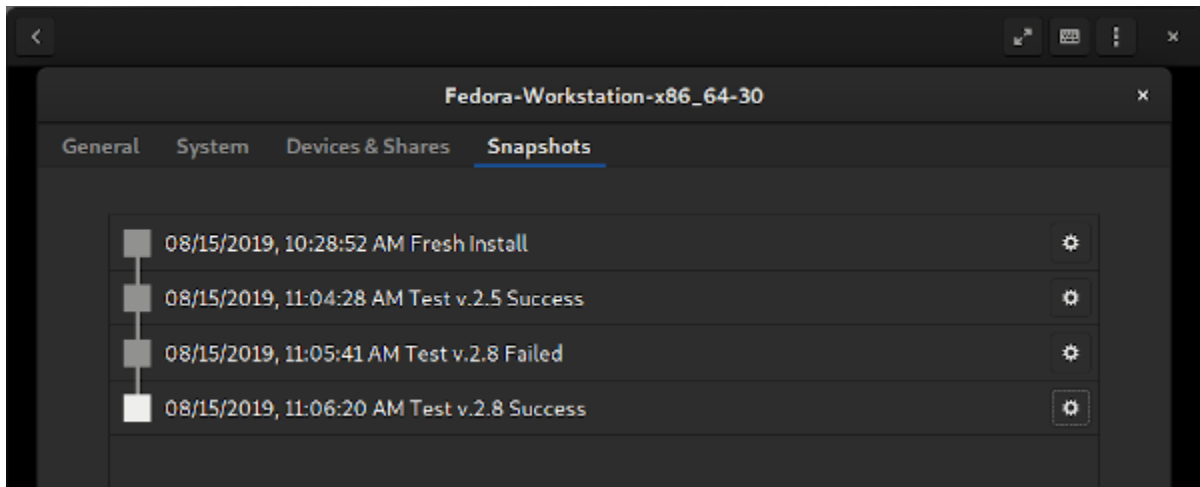 Fedora-Workstation-x86_64-30
General System Devices & Shares Snapshots
08/15/2019, 10:28:52 AM Fresh Install
08/15/2019, 11:04:28 AM Test v.2.5 Success
08/15/2019, 11:05:41 AM Test v.2.8 Failed
08/15/2019, 11:06:20 AM Test v.2.8 Success